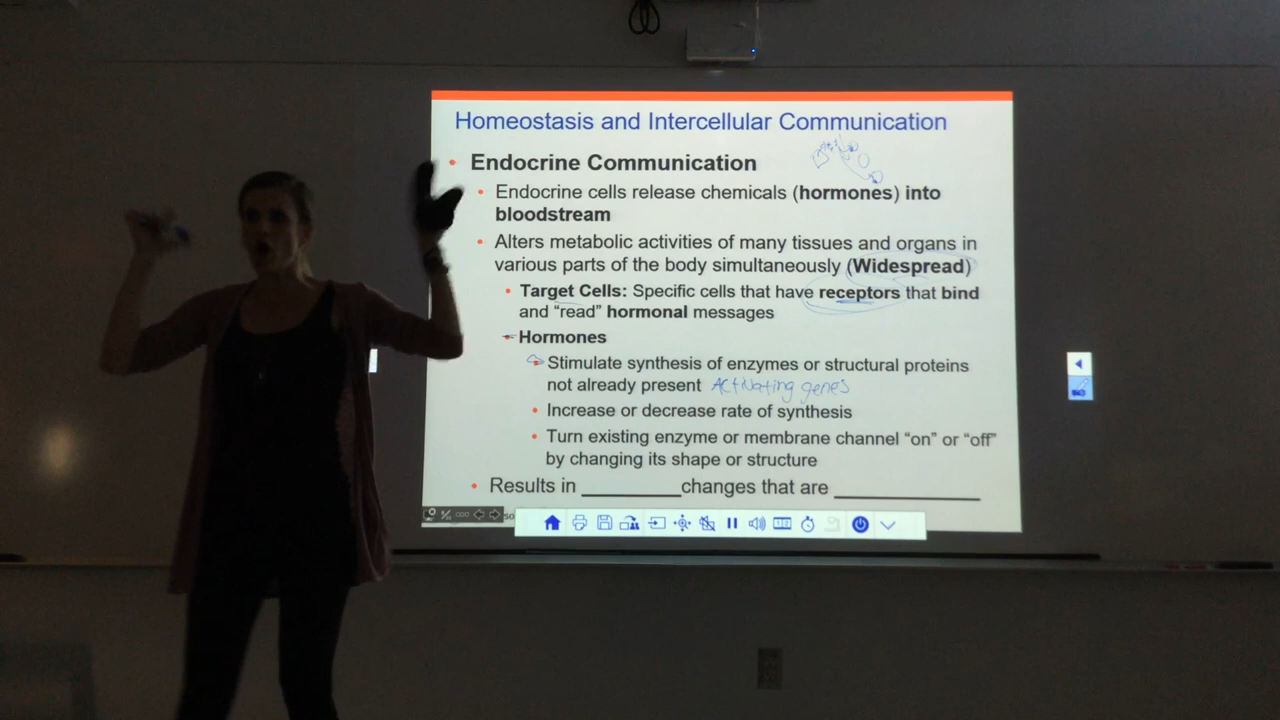 Homeostasis and Intercellular Communication
• Endocrine Communication
• Endocrine cells release chemicals (hormones) into
bloodstream
• Alters metabolic activities of many tissues and organs in
various parts of the body simultaneously (Widespread)
• Target Cells: Specific cells that have receptors that bind
and “read” hormonal messages
• Hormones
• Stimulate synthesis of enzymes or structural proteins
not already present Activating genes
• Increase or decrease rate of synthesis
• Turn existing enzyme or membrane channel “on” or “off”
by changing its shape or structure
• Results in __________changes that are ______________